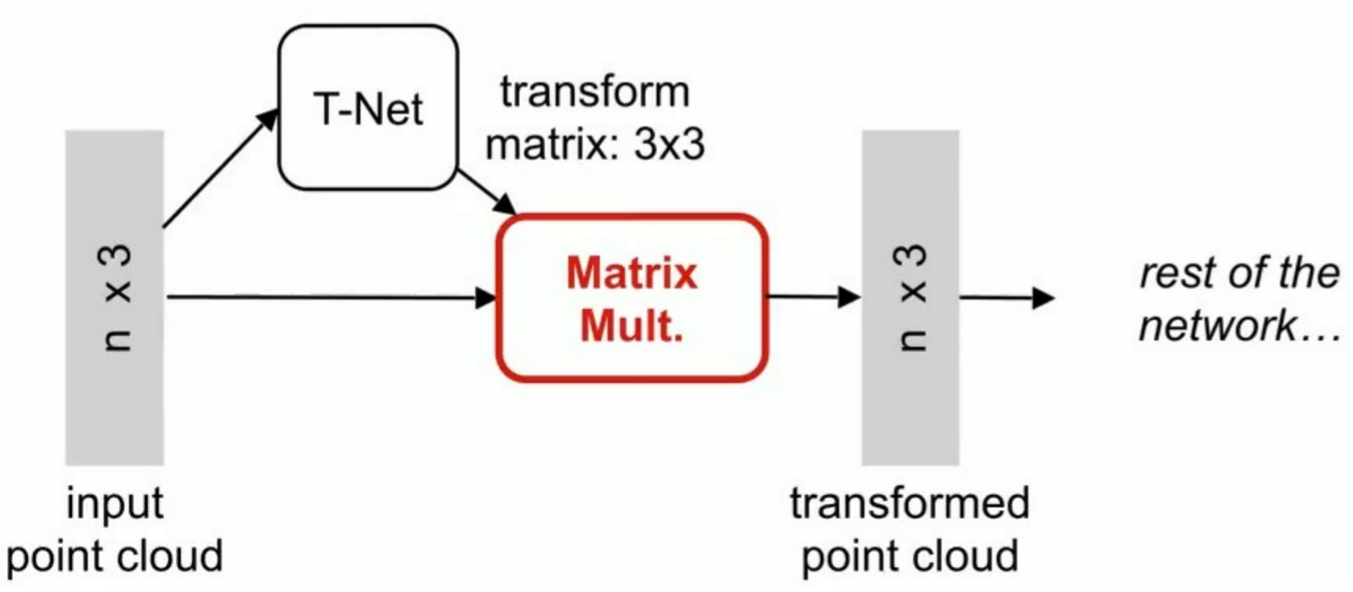 T-Net
transform
matrix: 3x3
n x 3
Matrix
Mult.
n x 3
rest of the
network...
input
point cloud
transformed
point cloud